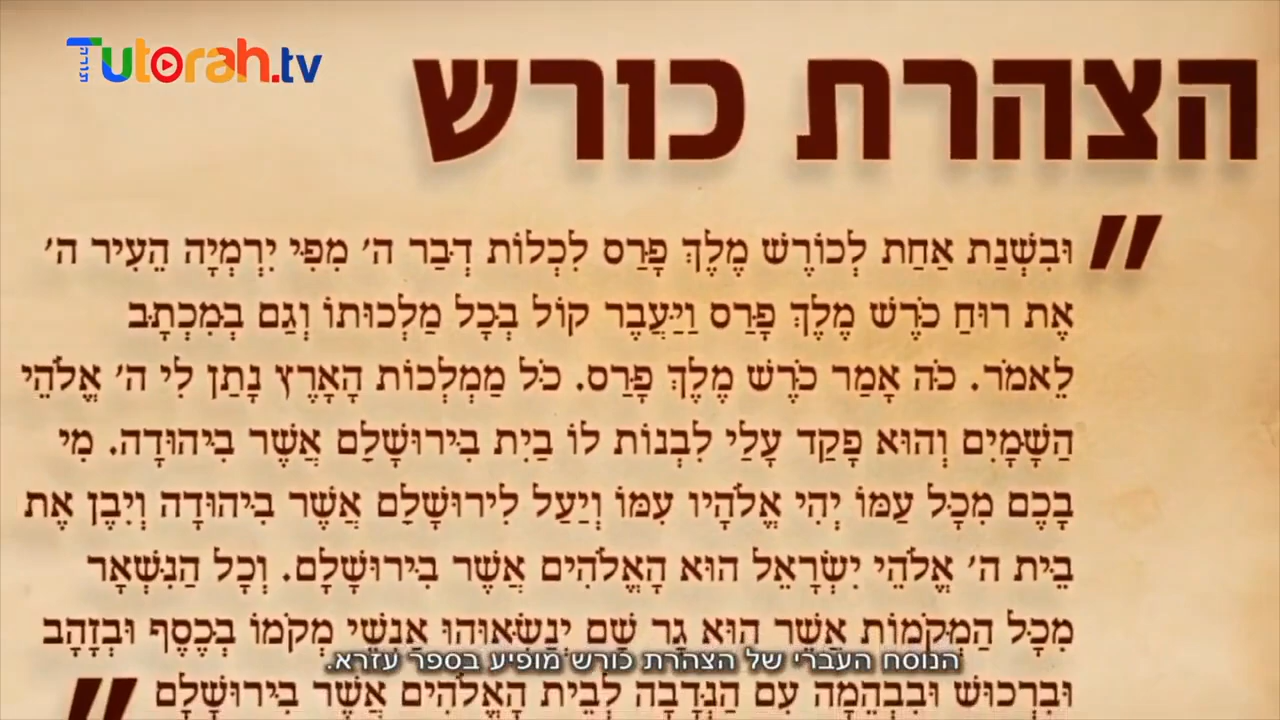 Tutorah.tv
תורה
הצהרת כורש
"וּבִשְׁנַת אַחַת לְכוֹרֶשׁ מֶלֶךְ פָּרַס לִכְלוֹת דְּבַר ה' מִפִּי יִרְמְיָה הֵעִיר ה'
אֶת רוּחַ כֹּרֶשׁ מֶלֶךְ פָּרַס וַיַּעֲבֶר קוֹל בְּכָל מַלְכוּתוֹ וְגַם בְּמִכְתָּב
לֵאמֹר. כֹּה אָמַר כֹּרֶשׁ מֶלֶךְ פָּרַס. כֹּל מַמְלְכוֹת הָאָרֶץ נָתַן לִי ה' אֱלֹהֵי
הַשָּׁמָיִם וְהוּא פָקַד עָלַי לִבְנוֹת לוֹ בַיִת בִּירוּשָׁלִַם אֲשֶׁר בִּיהוּדָה. מִי
בָכֶם מִכָּל עַמּוֹ יְהִי אֱלֹהָיו עִמּוֹ וְיַעַל לִירוּשָׁלִַם אֲשֶׁר בִּיהוּדָה וְיִבֶן אֶת
בֵּית ה' אֱלֹהֵי יִשְׂרָאֵל הוּא הָאֱלֹהִים אֲשֶׁר בִּירוּשָׁלִָם. וְכָל הַנִּשְׁאָר
מִכָּל הַמְּקֹמוֹת אֲשֶׁר הוּא גָר שָׁם יְנַשְּׂאוּהוּ אַנְשֵׁי מְקֹמוֹ בְּכֶסֶף וּבְזָהָב
הנוסח העברי של הצהרת כורש מופיע בספר עזרא.
וּבִרְכוּשׁ וּבִבְהֵמָה עִם הַנְּדָבָה לְבֵית הָאֱלֹהִים אֲשֶׁר בִּירוּשָׁלִָם"